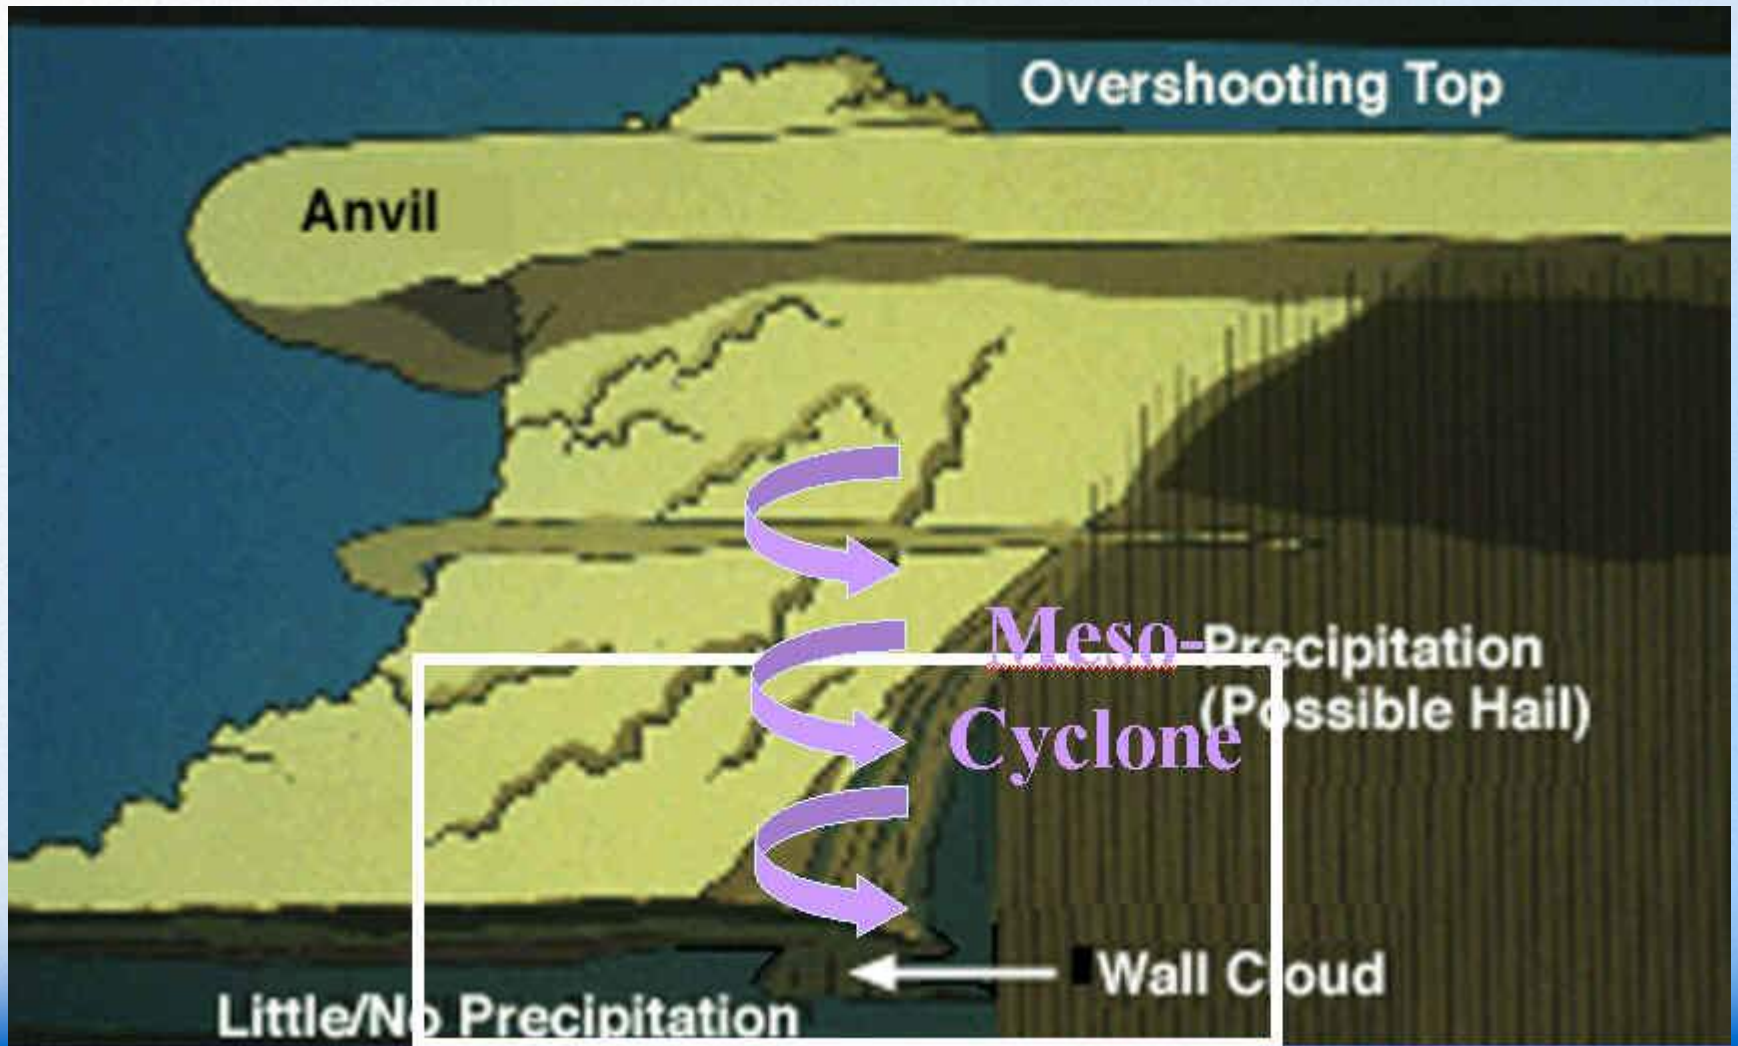 Overshooting Top
Anvil
Meso-
Cyclone
Precipitation
(Possible Hail)
Wall Cloud
Little/No Precipitation